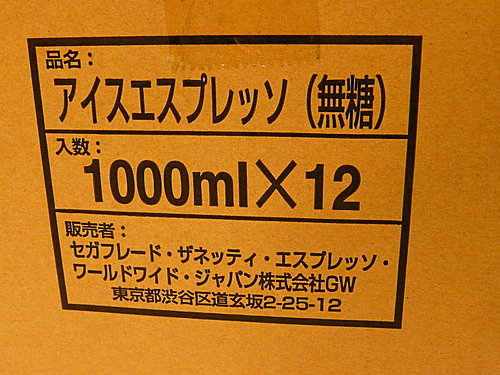 品名：
アイスエスプレッソ（無糖）
入数：
1000ml×12
販売者：
セガフレード・ザネッティ・エスプレッソ・
ワールドワイド・ジャパン株式会社GW
東京都渋谷区道玄坂2-25-12